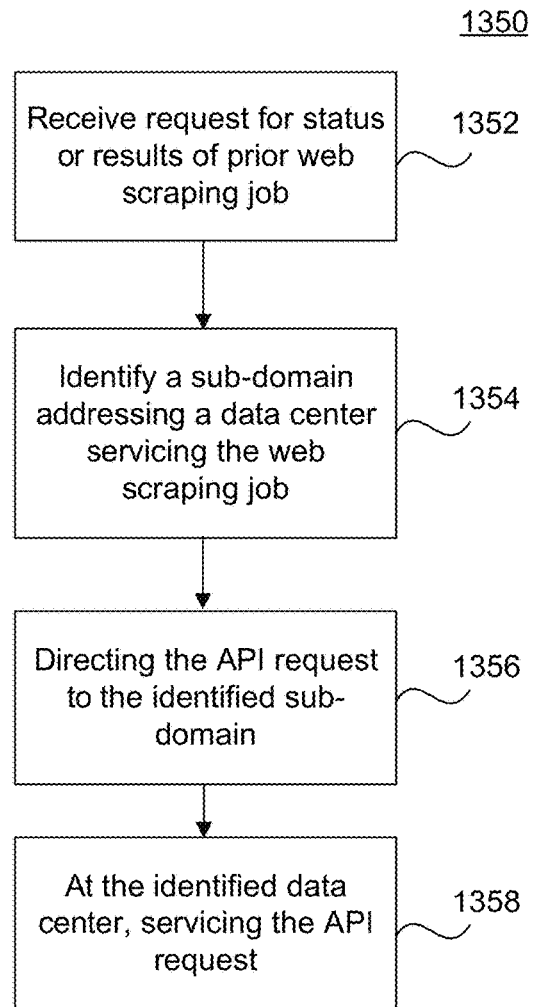 1350
Receive request for status
or results of prior web
scraping job
1352
Identify a sub-domain
addressing a data center
servicing the web
scraping job
1354
Directing the API request
to the identified sub-
domain
1356
At the identified data
center, servicing the API
request
1358